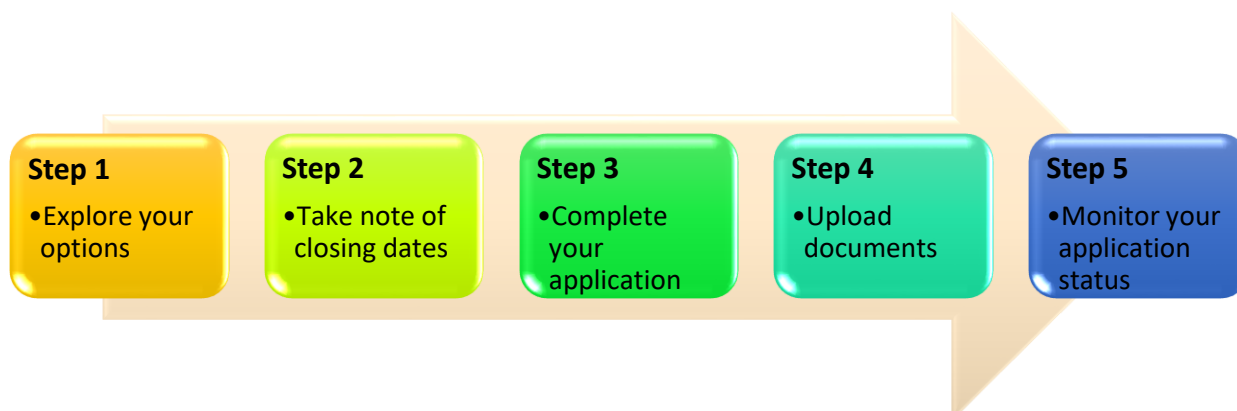 Step 1
•Explore your
options
Step 2
•Take note of
closing dates
Step 3
•Complete
your
application
Step 4
•Upload
documents
Step 5
•Monitor your
application
status